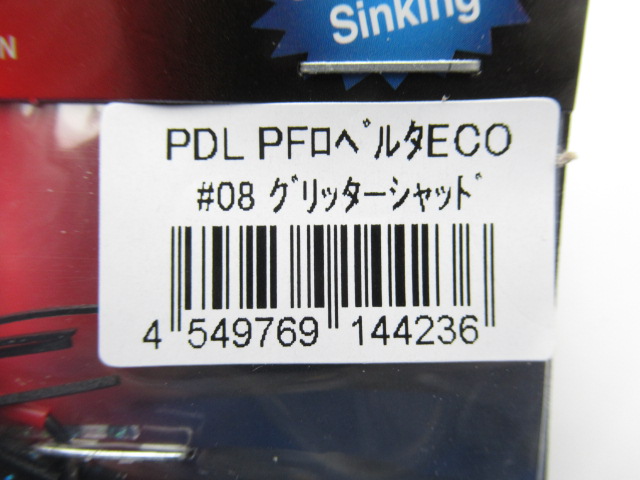 Sinking
N
PDL PFﾛﾍﾞﾙﾀECO
#08 ｸﾞﾘッターシャッﾄﾞ
4 549769 144236